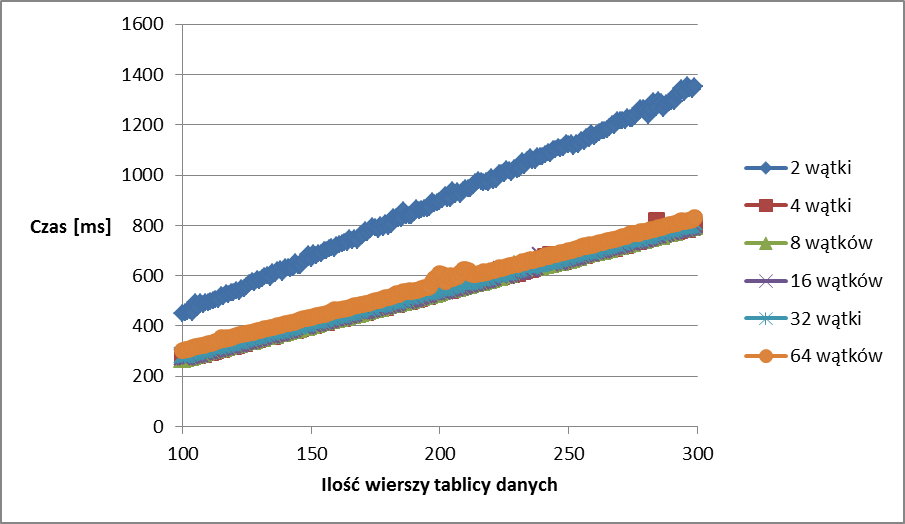 1600
1400
1200
1000
800
600
400
200
0
Czas [ms]
100
150
200
250
300
Ilość wierszy tablicy danych
2 wątki
4 wątki
8 wątków
16 wątków
32 wątki
64 wątków